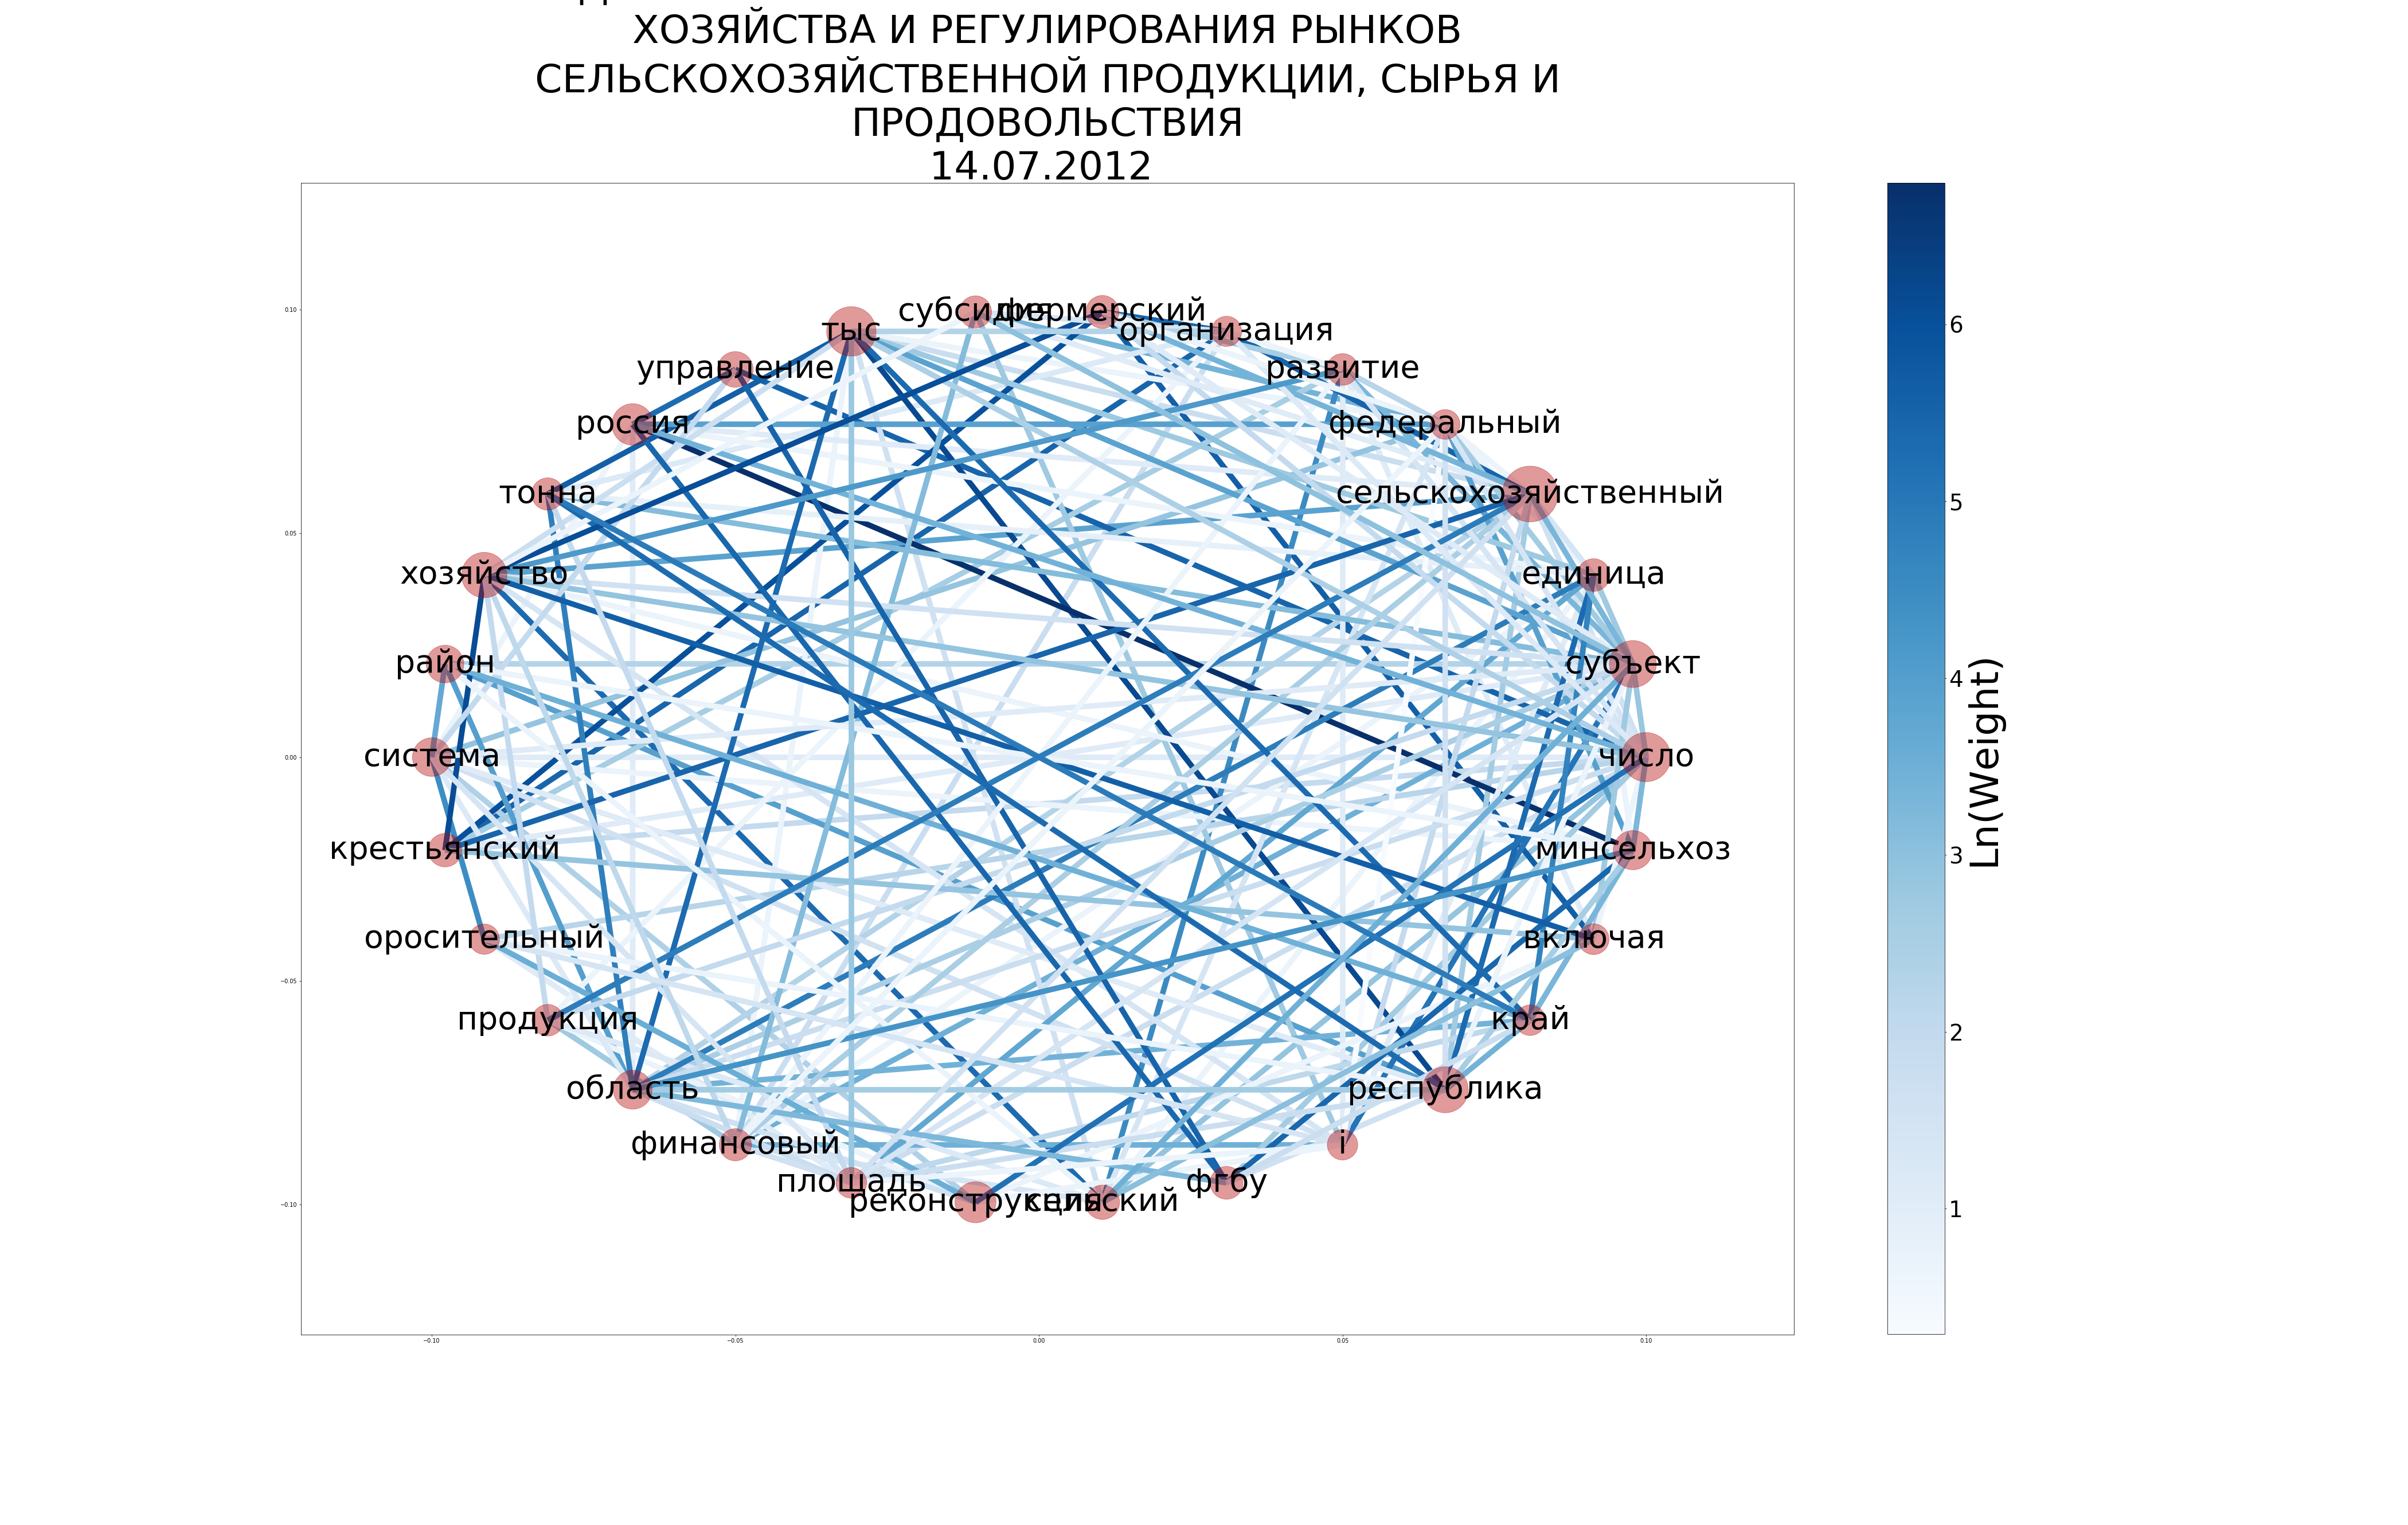 ХОЗЯЙСТВА И РЕГУЛИРОВАНИЯ РЫНКОВ
СЕЛЬСКОХОЗЯЙСТВЕННОЙ ПРОДУКЦИИ, СЫРЬЯ И
ПРОДОВОЛЬСТВИЯ
14.07.2012
субсидия
фермерский
тыс
организация
управление
развитие
россия
федеральный
тонна
сельскохозяйственный
хозяйство
единица
район
субъект
система
число
крестьянский
минсельхоз
оросительный
включая
продукция
край
область
республика
финансовый
i
площадь
фгбу
реконструкция
сельский
0.10
0.05
0.00
−0.05
−0.10
−0.10
−0.05
0.00
0.05
0.10
6
5
4
3
2
1
Ln(Weight)